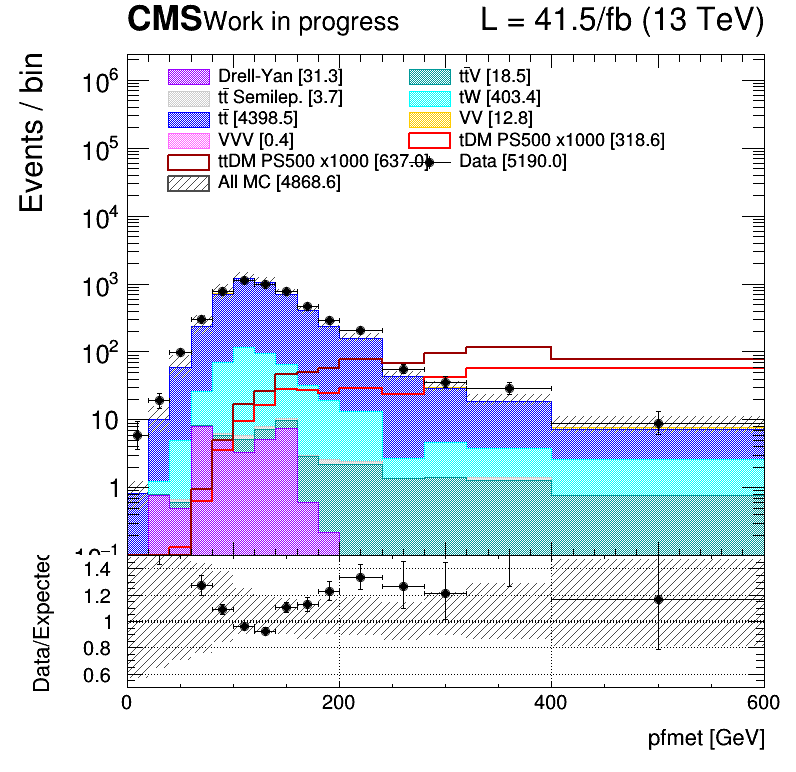 CMS Work in progress L = 41.5/fb (13 TeV)
Events / bin
Drell-Yan [31.3] tt̄V [18.5]
tt̄ Semilep. [3.7] tW [403.4]
tt̄ [4398.5] VV [12.8]
VVV [0.4] tDM PS500 x1000 [318.6]
ttDM PS500 x1000 [637.0] Data [5190.0]
All MC [4868.6]
10⁶
10⁵
10⁴
10³
10²
10
1
10⁻¹
Data/Expected
1.4
1.2
1
0.8
0.6
0 200 400 600
pfmet [GeV]